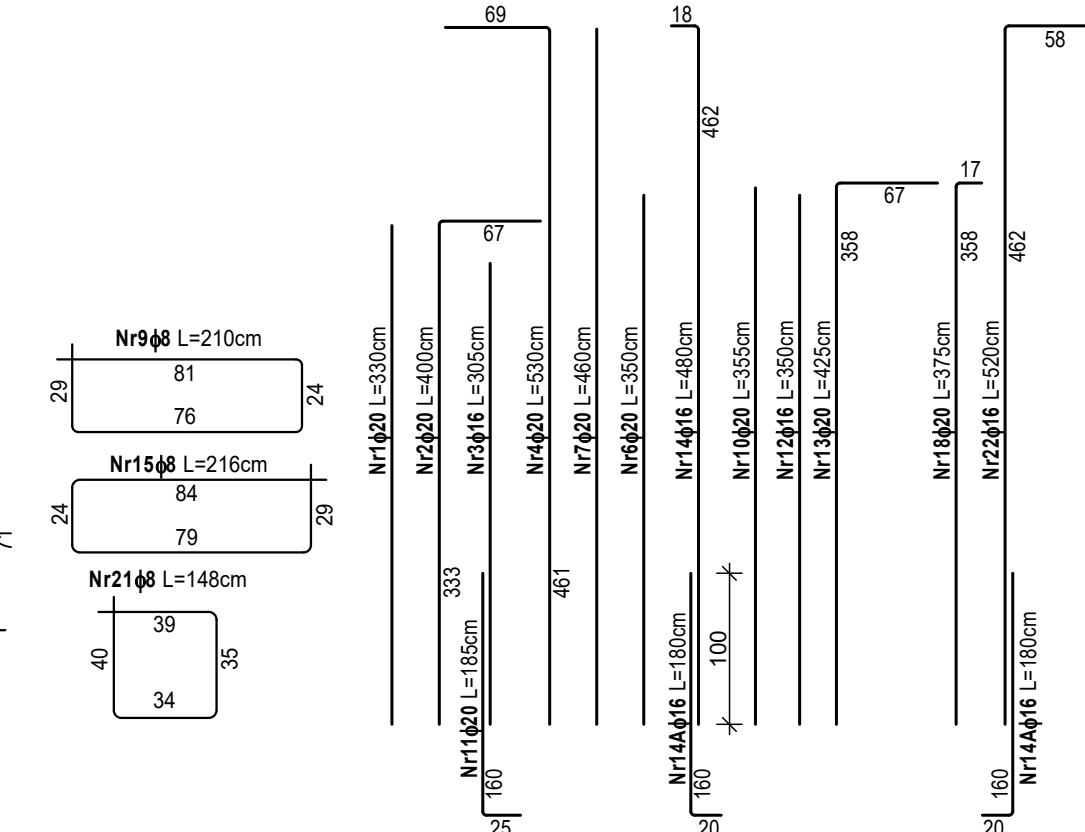 69
18
58
462
17
67
67
358
358
462
Nr9ϕ8 L=210cm
81
29
24
76
Nr15ϕ8 L=216cm
84
24
29
79
71
Nr21ϕ8 L=148cm
39
40
35
34
Nr1ϕ20 L=330cm
Nr2ϕ20 L=400cm
Nr3ϕ16 L=305cm
Nr4ϕ20 L=530cm
Nr7ϕ20 L=460cm
Nr6ϕ20 L=350cm
Nr14ϕ16 L=480cm
Nr10ϕ20 L=355cm
Nr12ϕ16 L=350cm
Nr13ϕ20 L=425cm
Nr18ϕ20 L=375cm
Nr22ϕ16 L=520cm
333
461
Nr11ϕ20 L=185cm
Nr14Aϕ16 L=180cm
100
Nr14Aϕ16 L=180cm
160
160
160
25
20
20